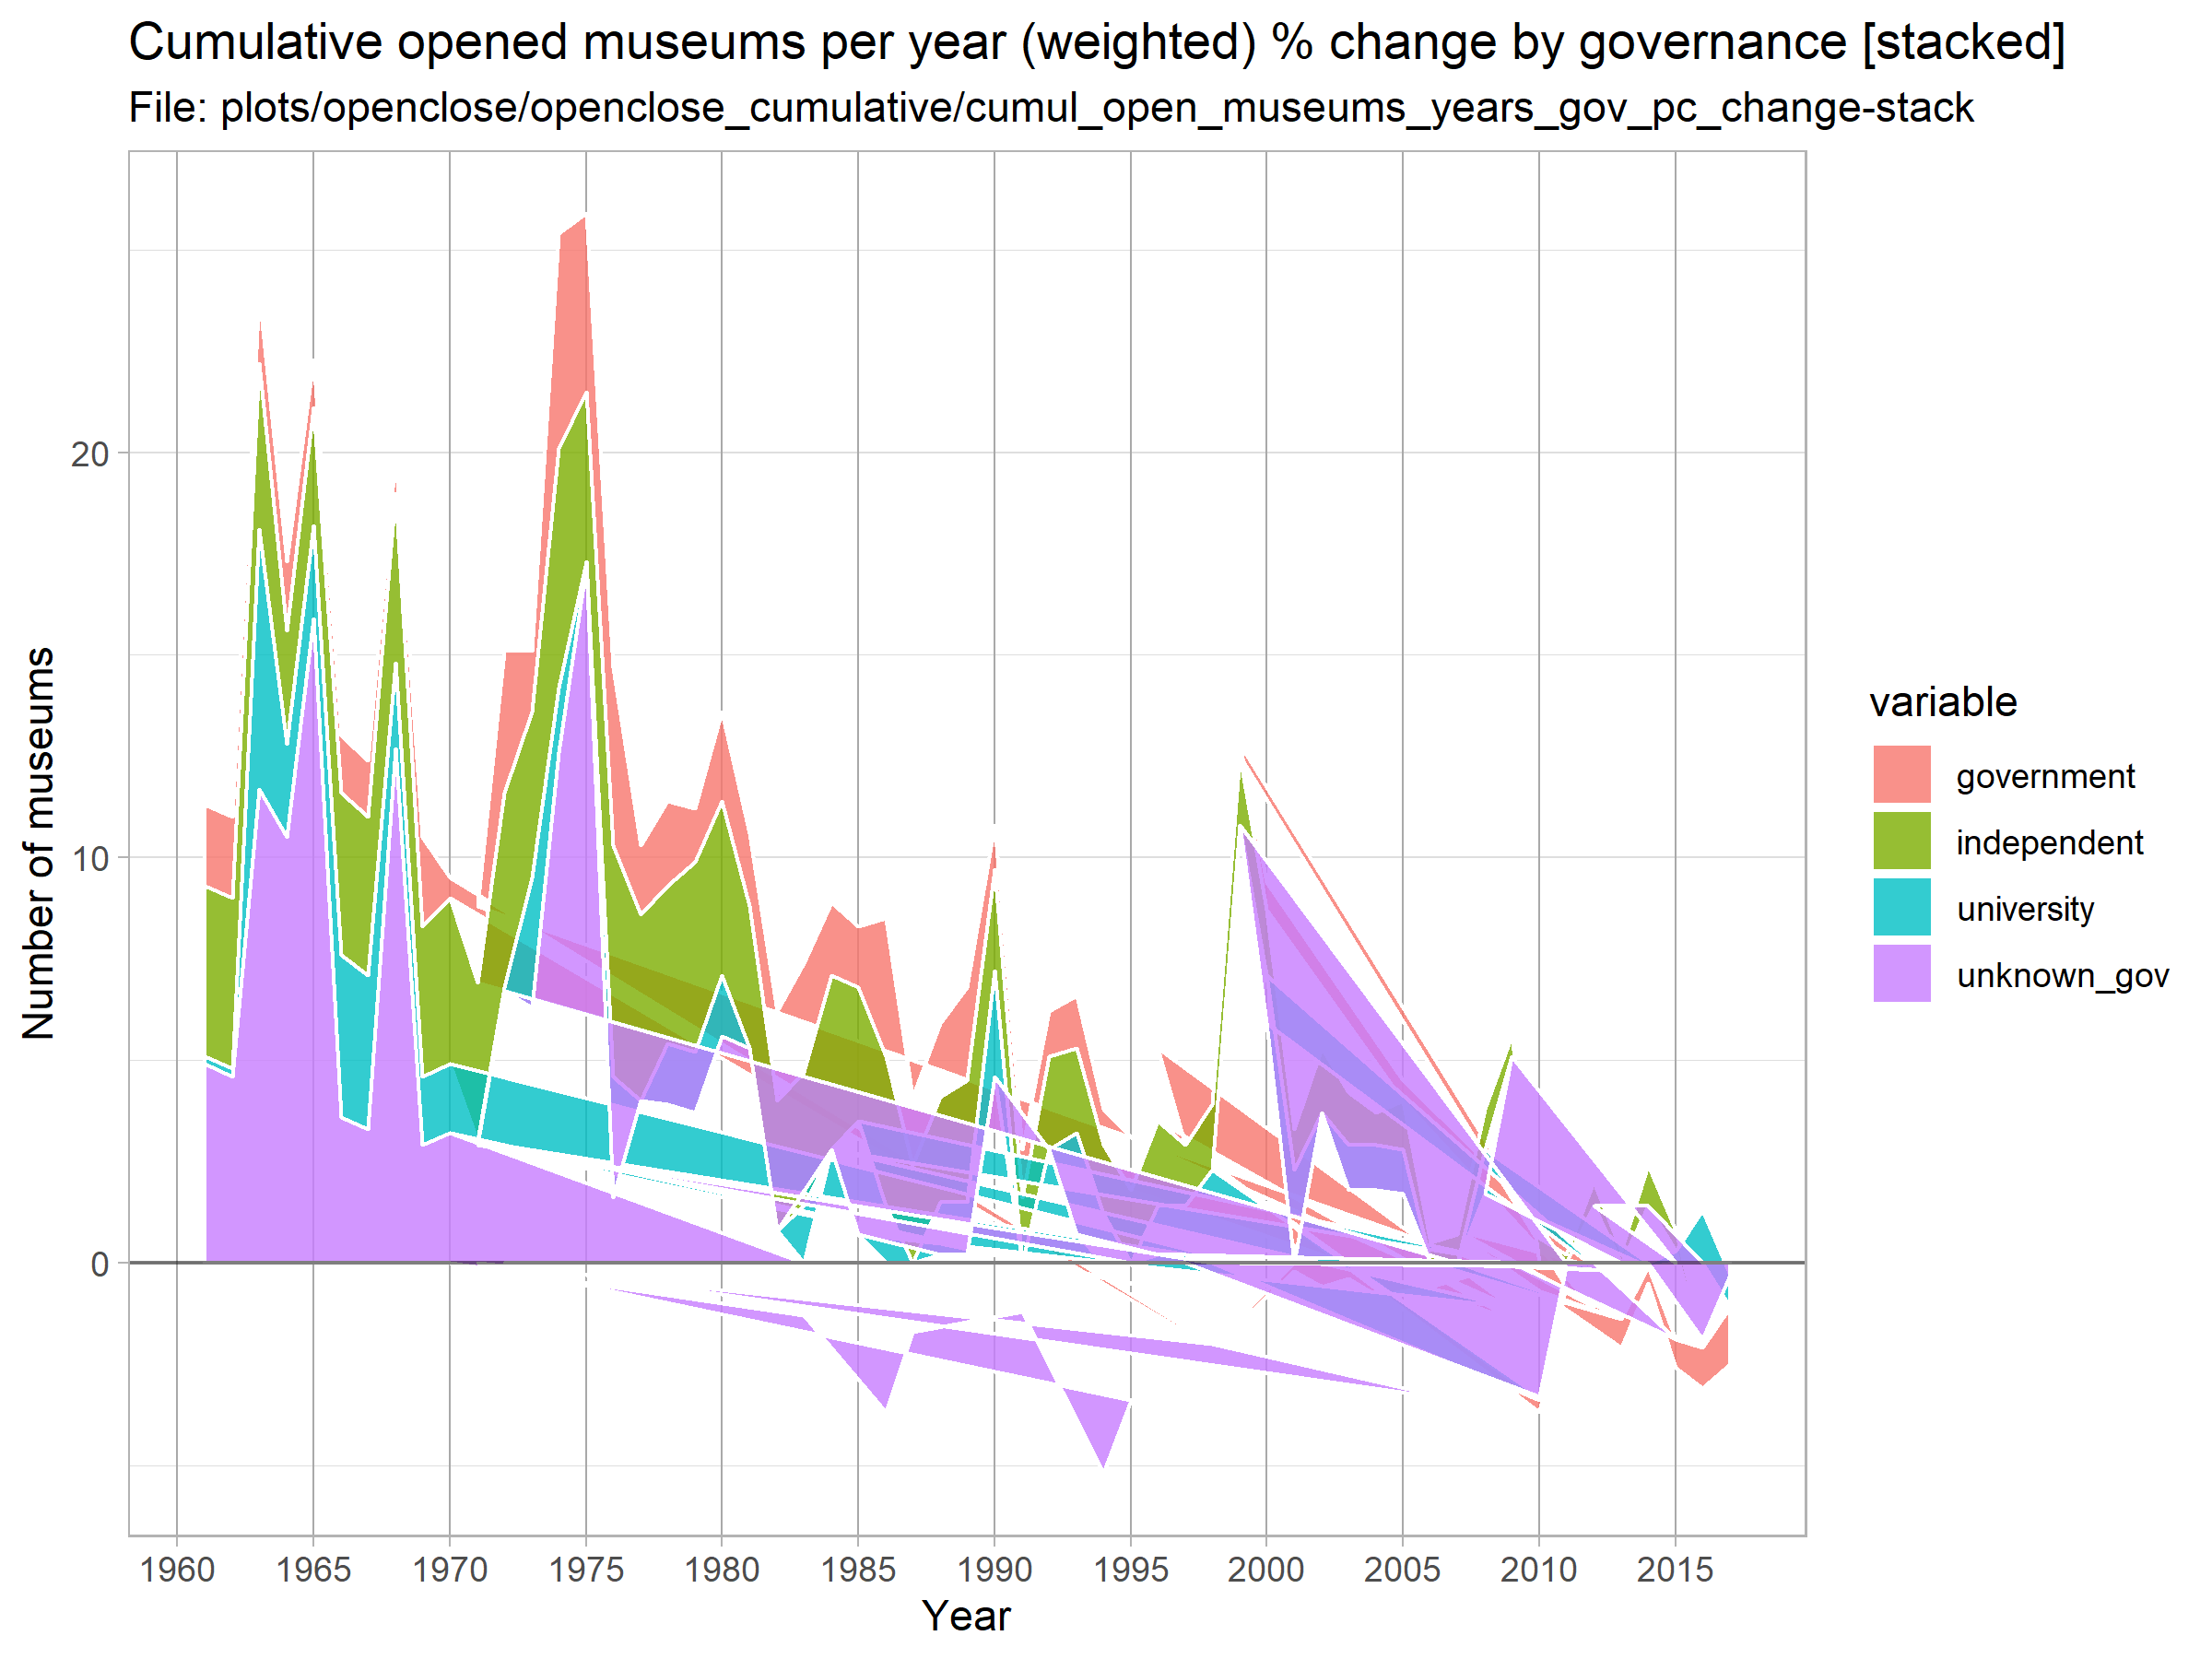 Cumulative opened museums per year (weighted) % change by governance [stacked]
File: plots/openclose/openclose_cumulative/cumul_open_museums_years_gov_pc_change-stack
Number of museums
20
10
0
1960 1965 1970 1975 1980 1985 1990 1995 2000 2005 2010 2015
Year
variable
government
independent
university
unknown_gov